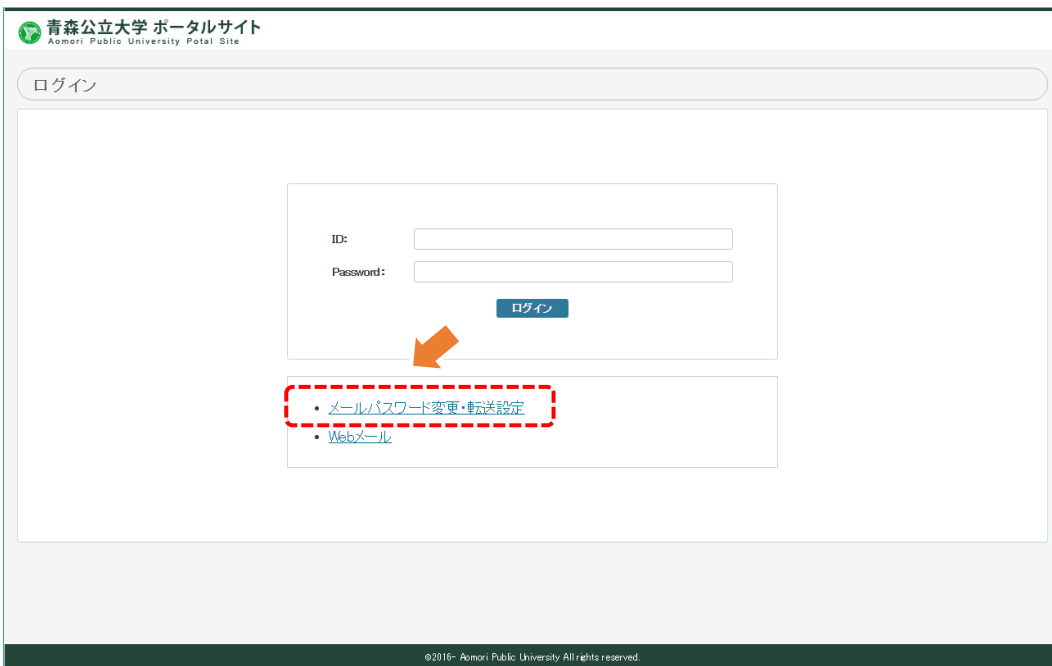 青森公立大学 ポータルサイト
Aomori Public University Potal Site
ログイン
ID:
Password:
ログイン
・メールパスワード変更・転送設定
・Webメール
©2016- Aomori Public University All rights reserved.